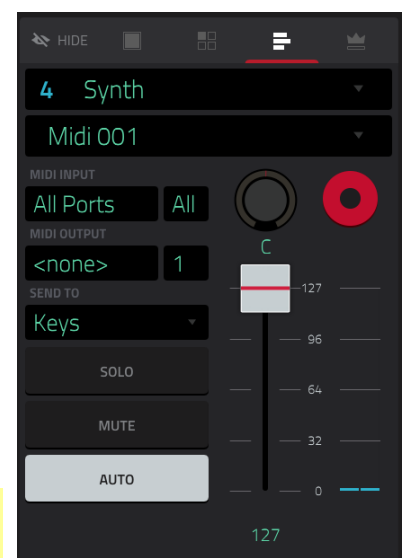 HIDE
4 Synth
Midi 001
MIDI INPUT
All Ports All
MIDI OUTPUT
<none> 1
SEND TO
Keys
SOLO
MUTE
AUTO
C
127
96
64
32
0
127